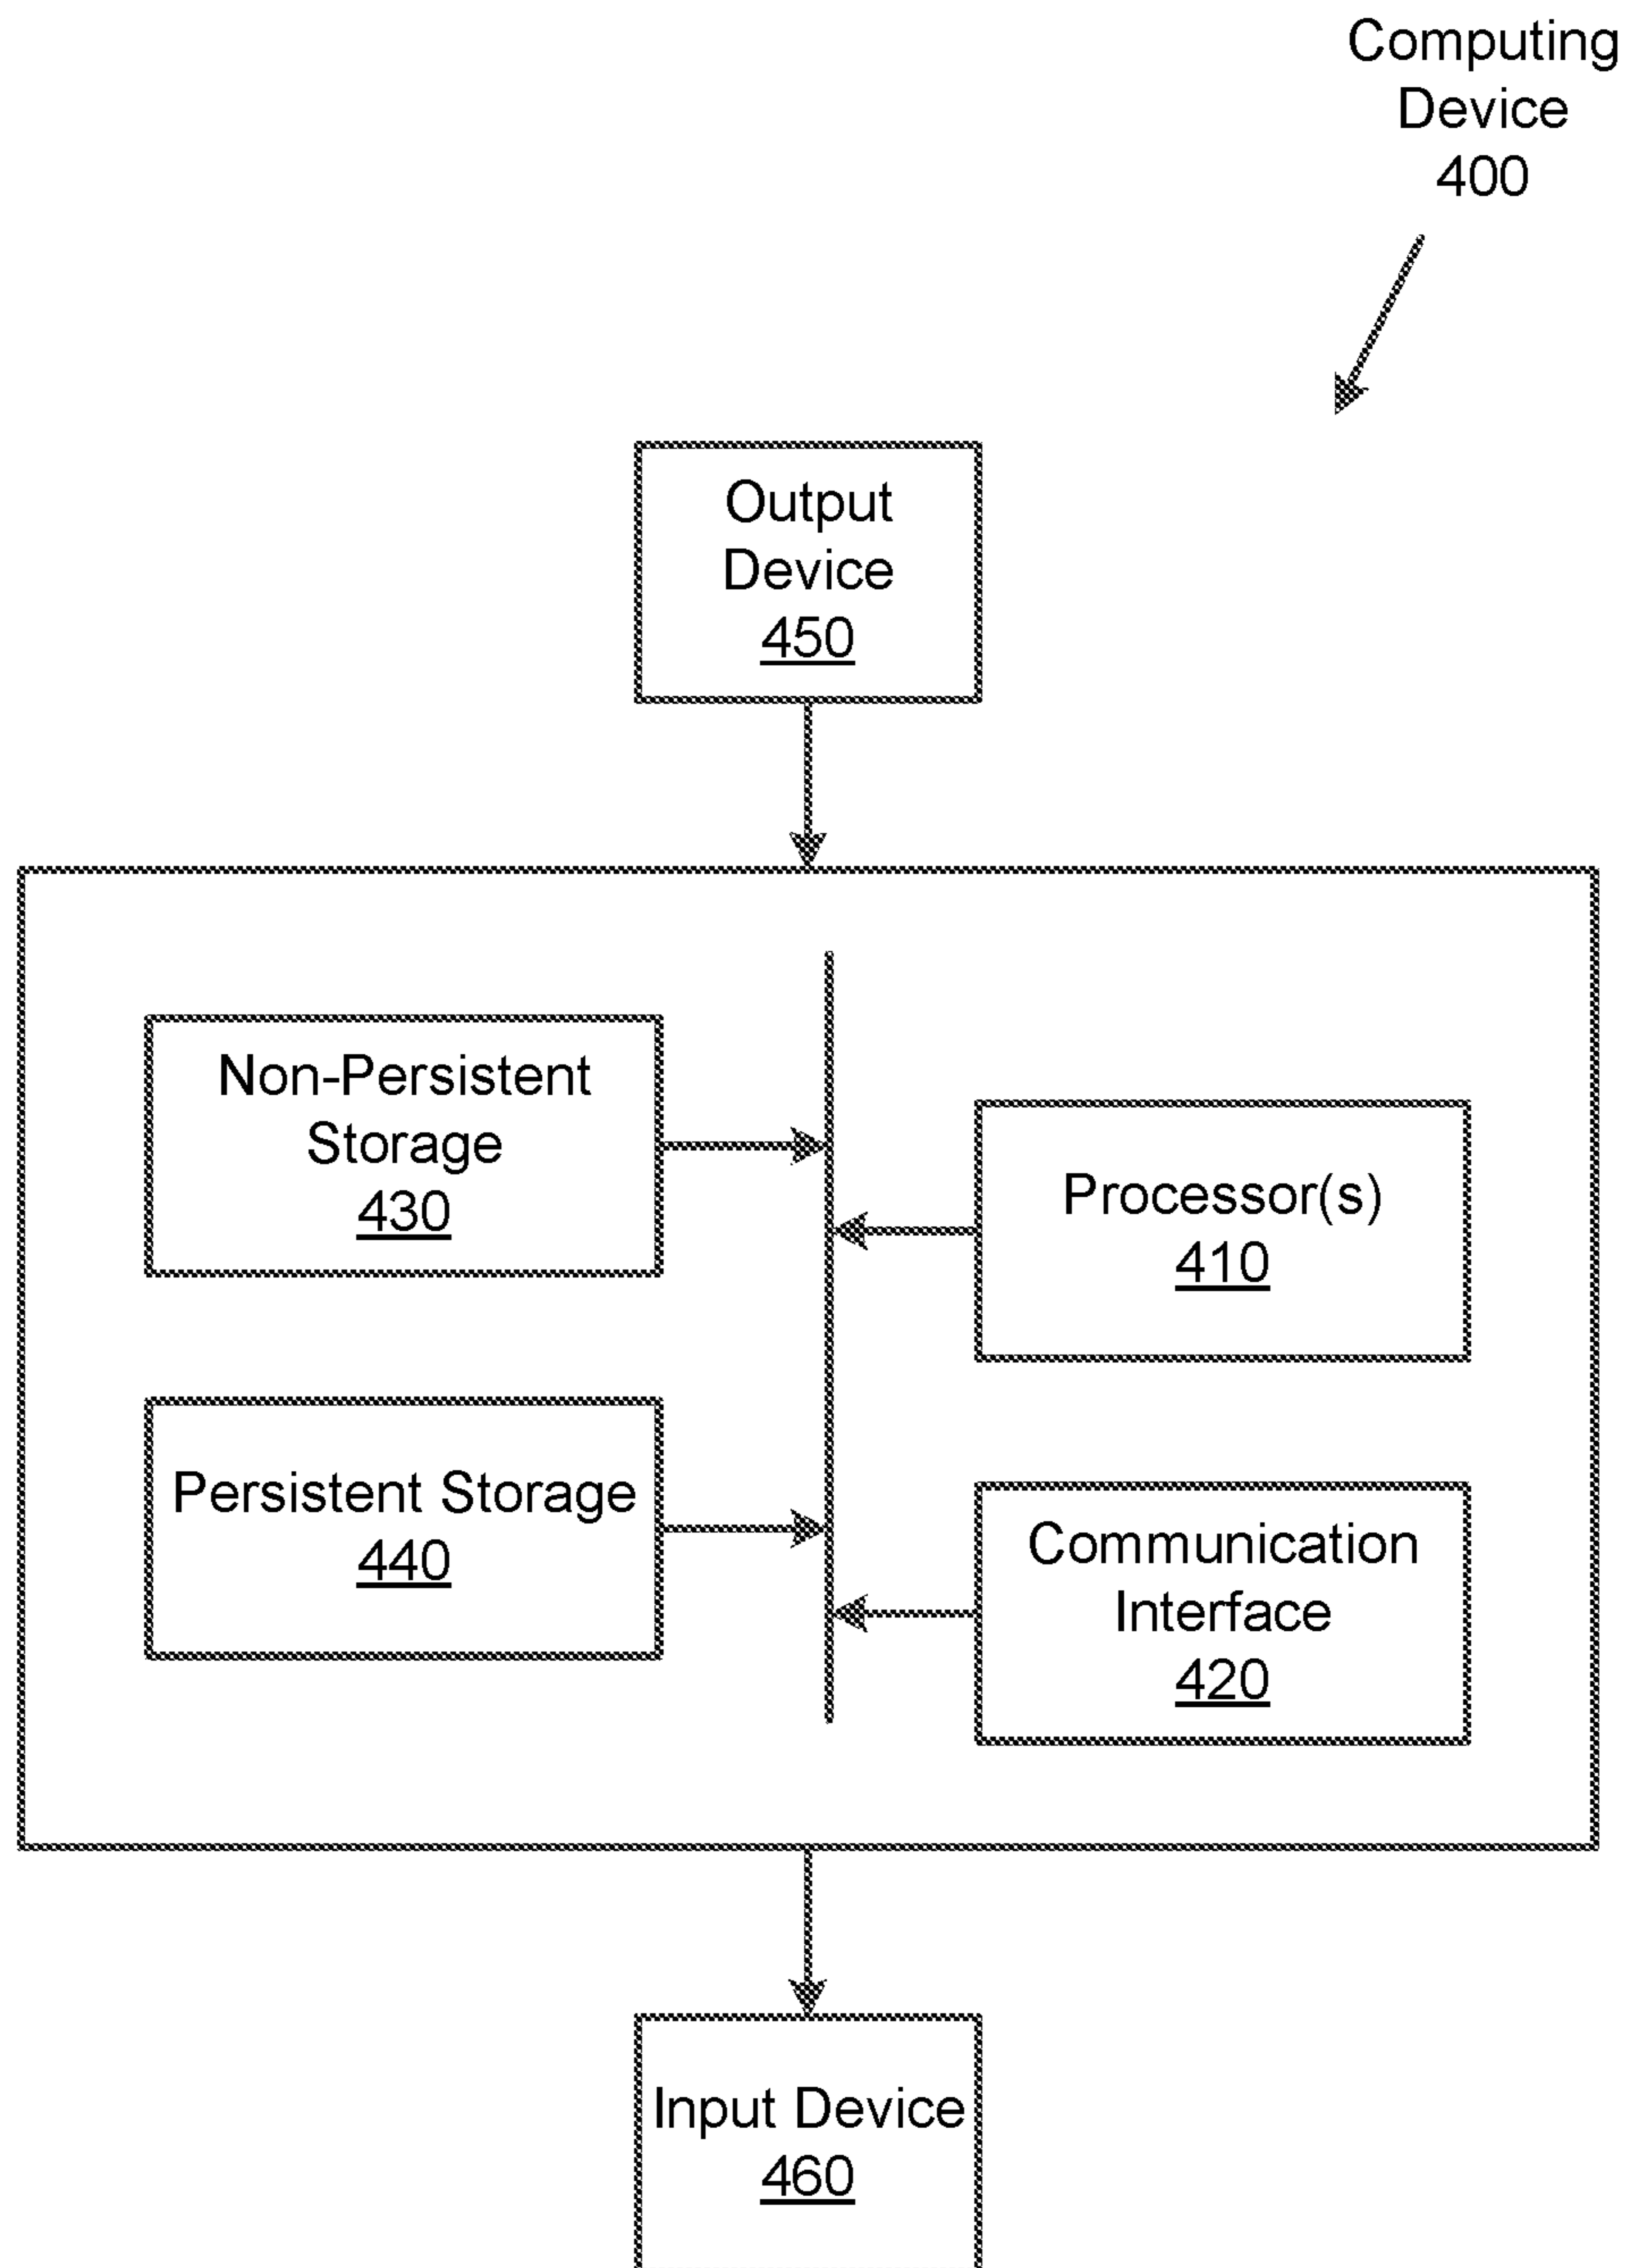 Computing
Device
400
Output
Device
450
Non-Persistent
Storage
430
Processor(s)
410
Persistent Storage
440
Communication
Interface
420
Input Device
460